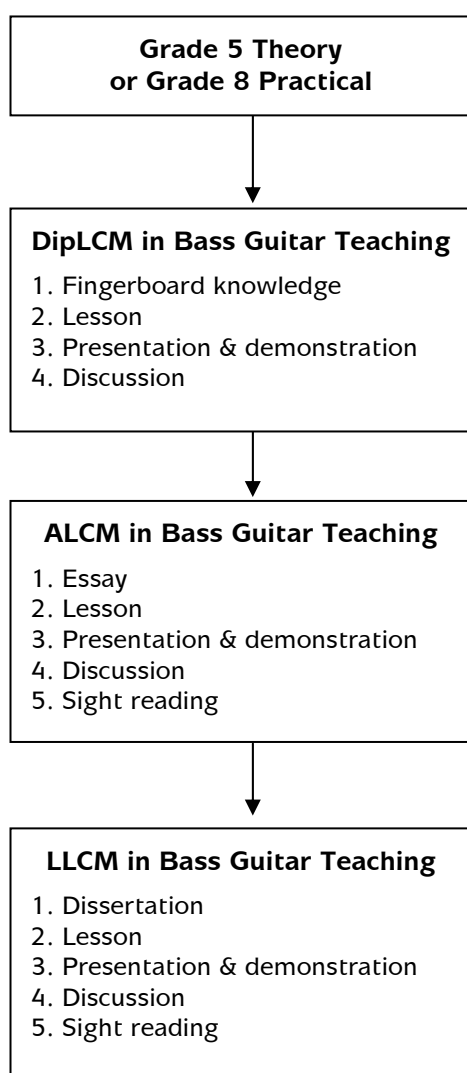 Grade 5 Theory
or Grade 8 Practical
DipLCM in Bass Guitar Teaching
1. Fingerboard knowledge
2. Lesson
3. Presentation & demonstration
4. Discussion
ALCM in Bass Guitar Teaching
1. Essay
2. Lesson
3. Presentation & demonstration
4. Discussion
5. Sight reading
LLCM in Bass Guitar Teaching
1. Dissertation
2. Lesson
3. Presentation & demonstration
4. Discussion
5. Sight reading